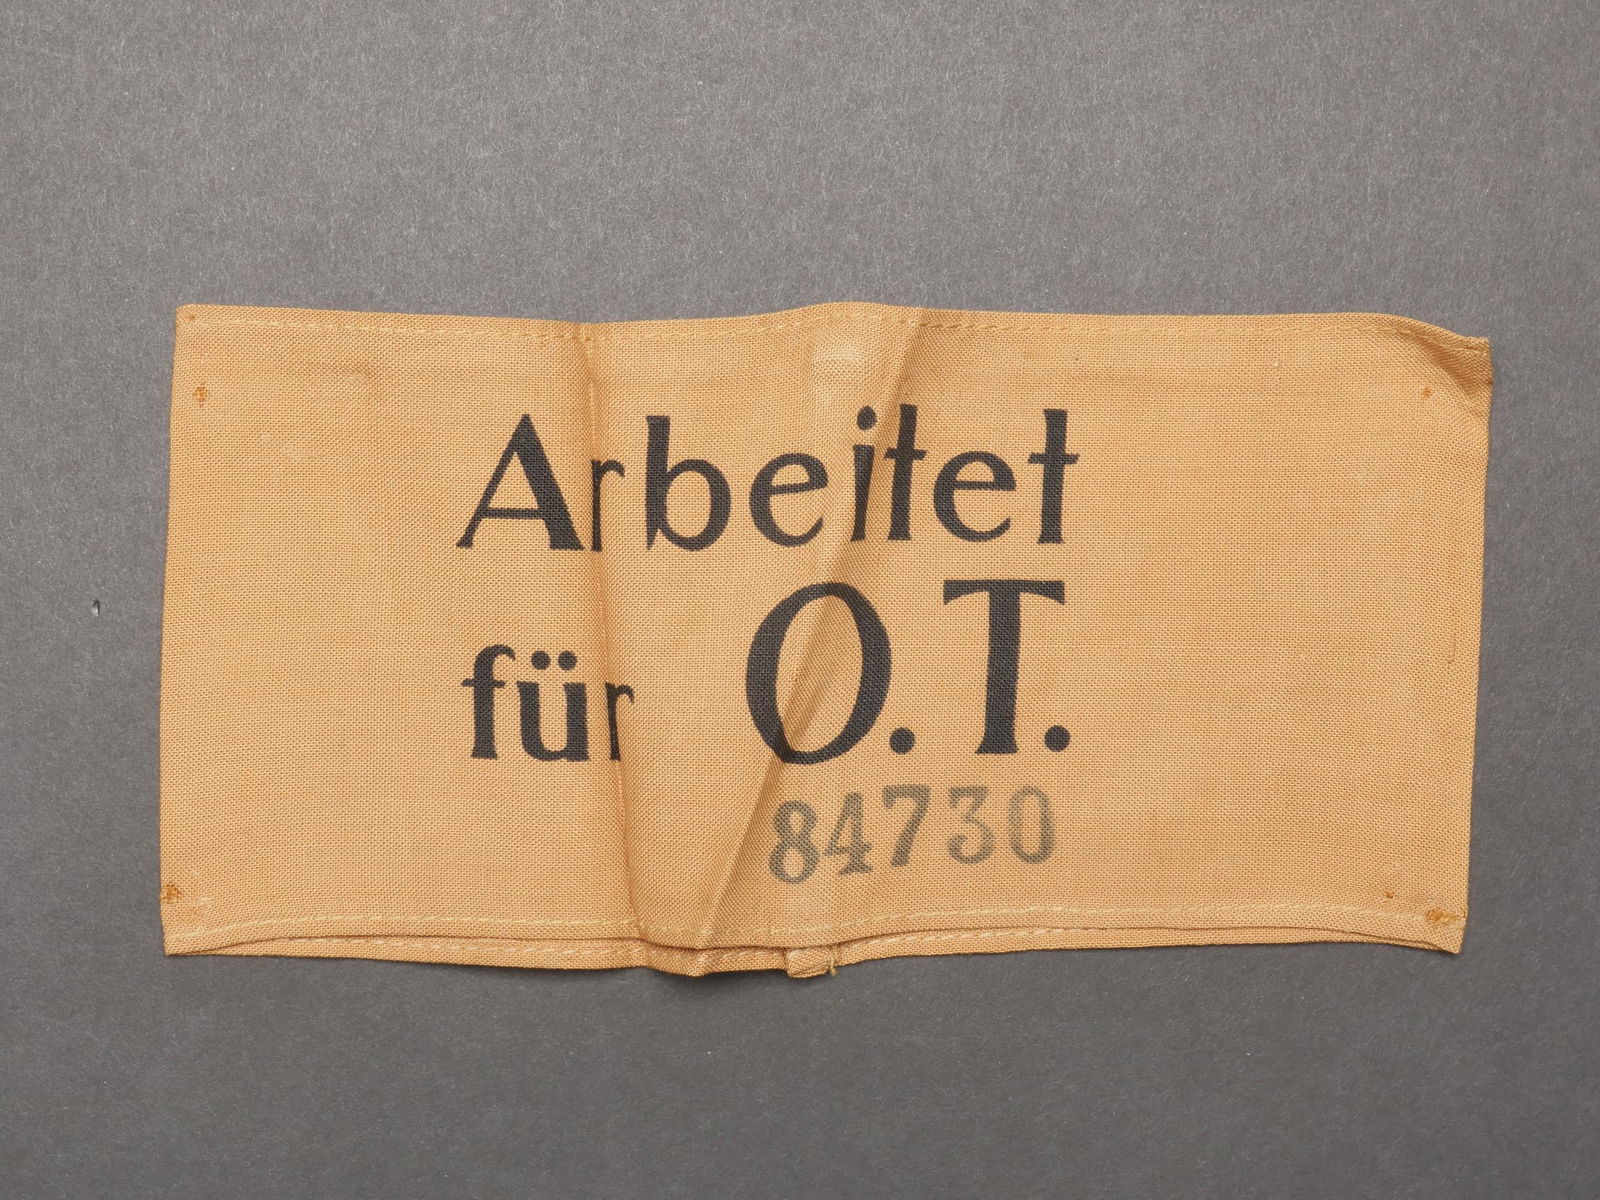 Arbeitet
für O.T.
84730